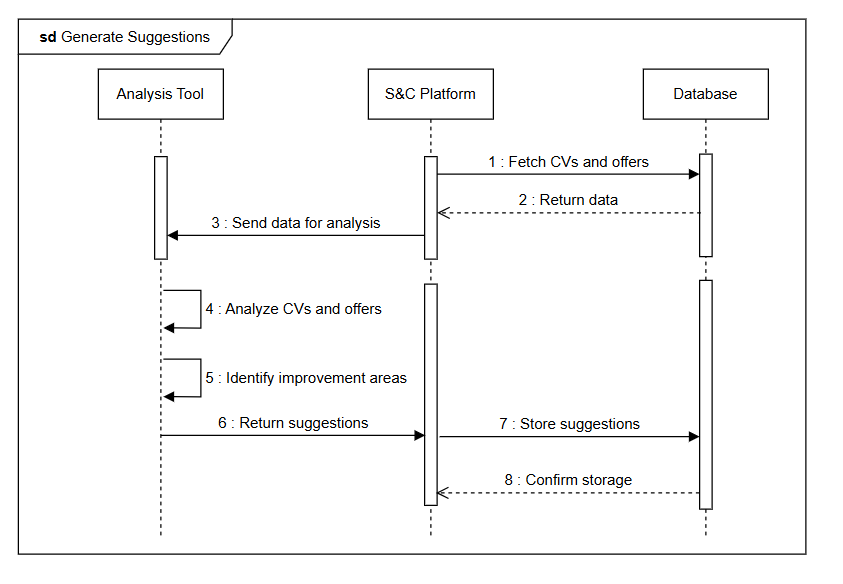 sd Generate Suggestions
Analysis Tool
S&C Platform
Database
1 : Fetch CVs and offers
2 : Return data
3 : Send data for analysis
4 : Analyze CVs and offers
5 : Identify improvement areas
6 : Return suggestions
7 : Store suggestions
8 : Confirm storage